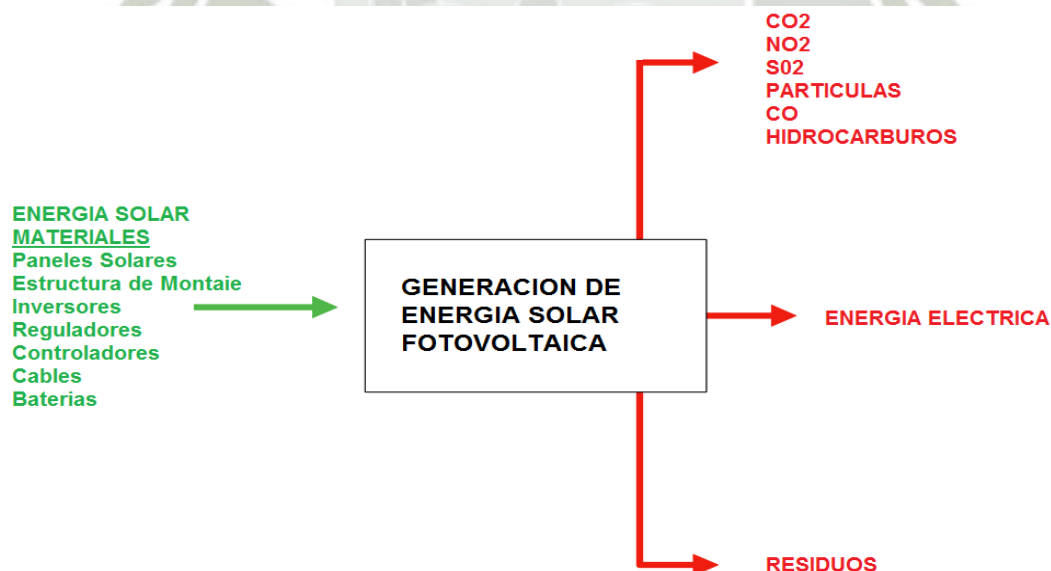 CO2
NO2
S02
PARTICULAS
CO
HIDROCARBUROS
ENERGIA SOLAR
MATERIALES
Paneles Solares
Estructura de Montaie
Inversores
Reguladores
Controladores
Cables
Baterias
GENERACION DE
ENERGIA SOLAR
FOTOVOLTAICA
ENERGIA ELECTRICA
RESIDUOS